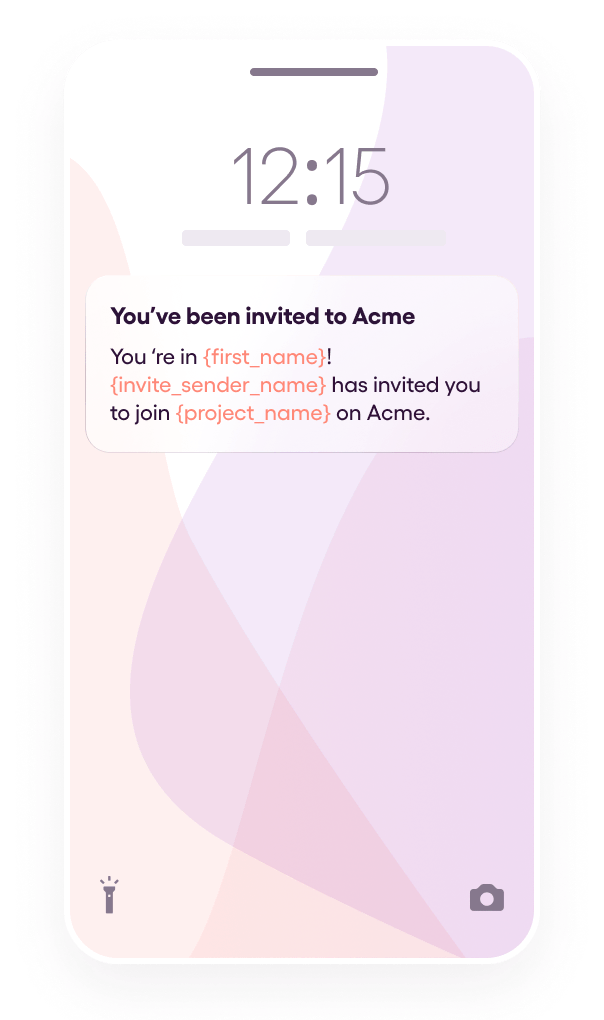 12:15
You’ve been invited to Acme
You ‘re in {first_name}!
{invite_sender_name} has invited you
to join {project_name} on Acme.